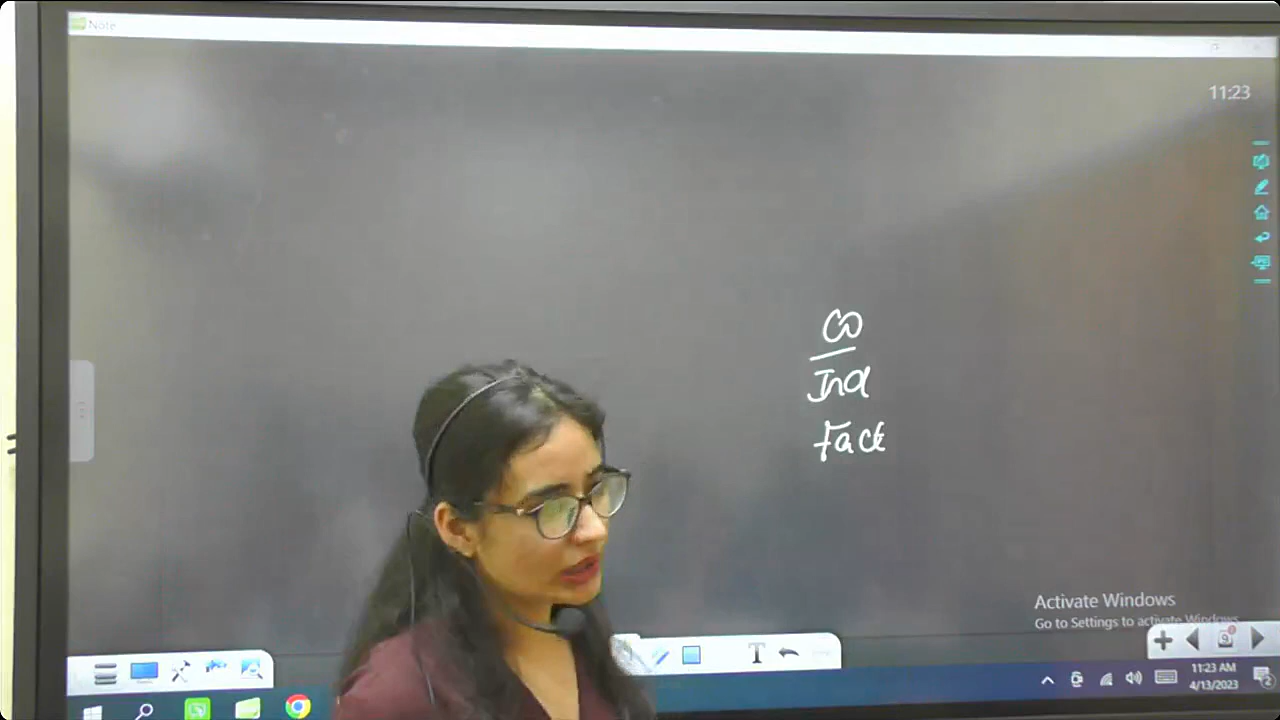 Note
11:23
CO
Ind
Fact
Activate Windows
Go to Settings to activate Windows.
T
11:23 AM
4/13/2023
2